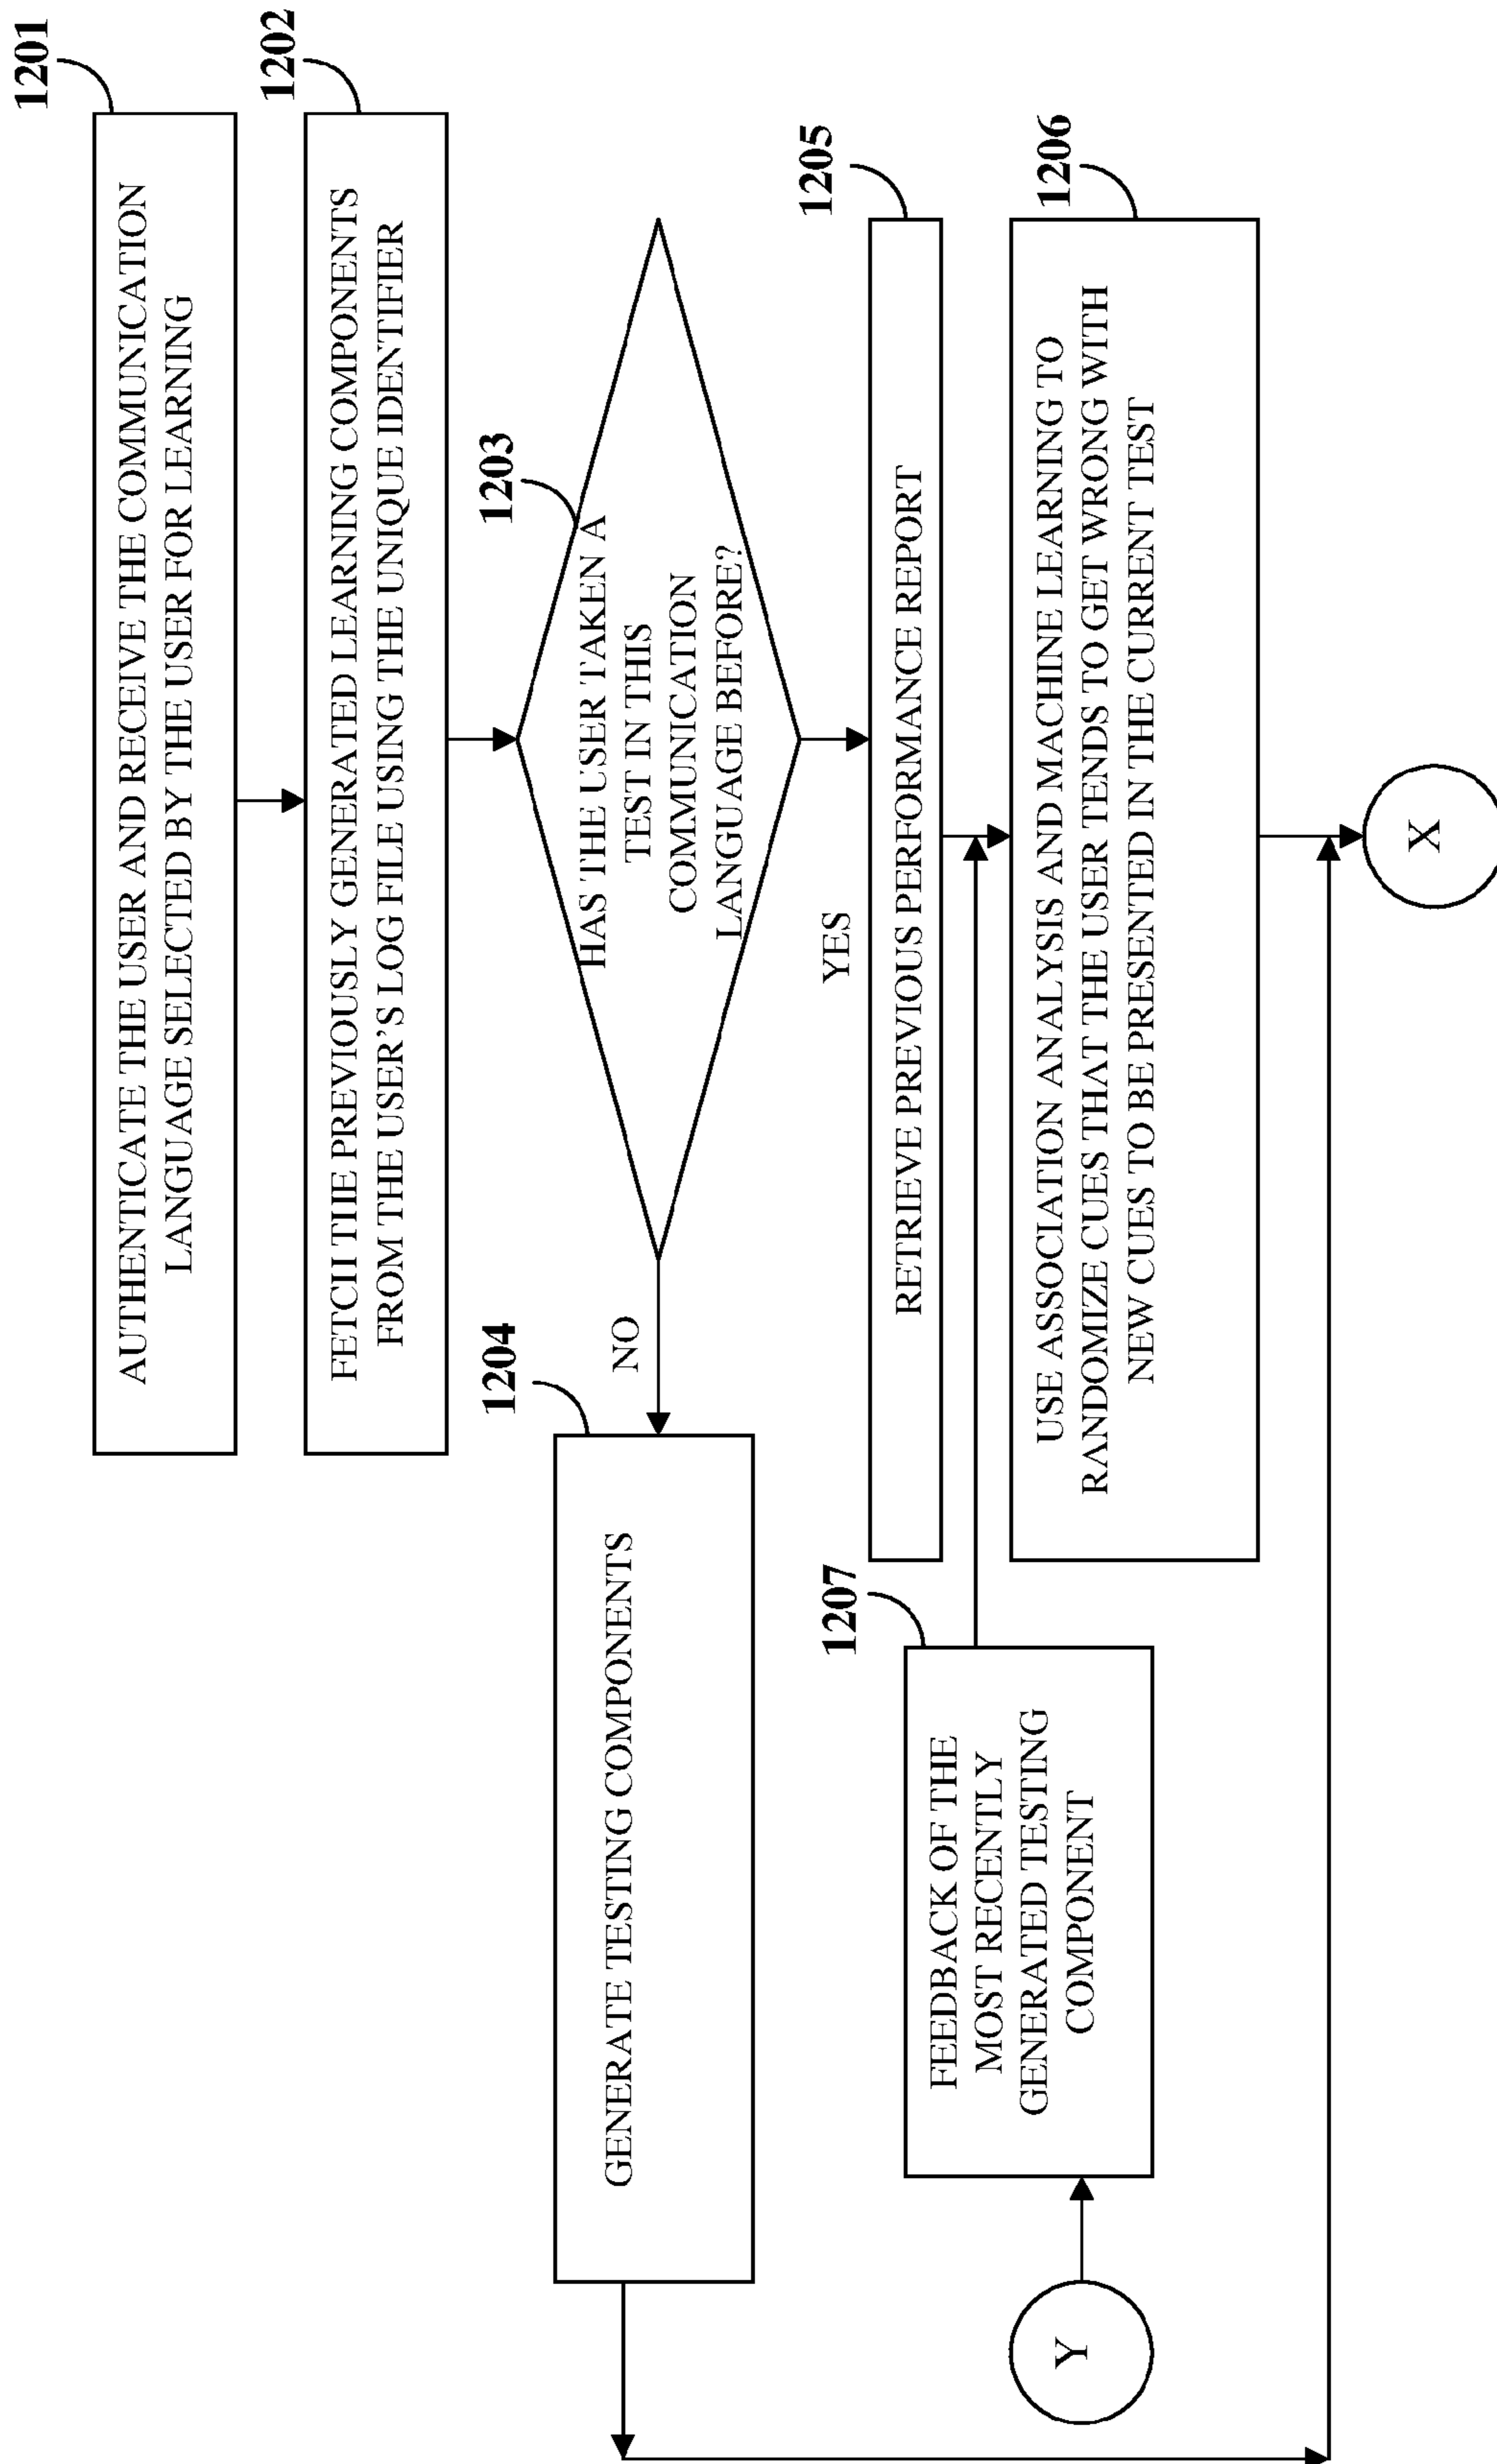 1201
AUTHENTICATE THE USER AND RECEIVE THE COMMUNICATION
LANGUAGE SELECTED BY THE USER FOR LEARNING
1202
FETCH THE PREVIOUSLY GENERATED LEARNING COMPONENTS
FROM THE USER'S LOG FILE USING THE UNIQUE IDENTIFIER
1203
HAS THE USER TAKEN A
TEST IN THIS
COMMUNICATION
LANGUAGE BEFORE?
NO
1204
GENERATE TESTING COMPONENTS
YES
1205
RETRIEVE PREVIOUS PERFORMANCE REPORT
1206
USE ASSOCIATION ANALYSIS AND MACHINE LEARNING TO
RANDOMIZE CUES THAT THE USER TENDS TO GET WRONG WITH
NEW CUES TO BE PRESENTED IN THE CURRENT TEST
1207
FEEDBACK OF THE
MOST RECENTLY
GENERATED TESTING
COMPONENT
Y
X